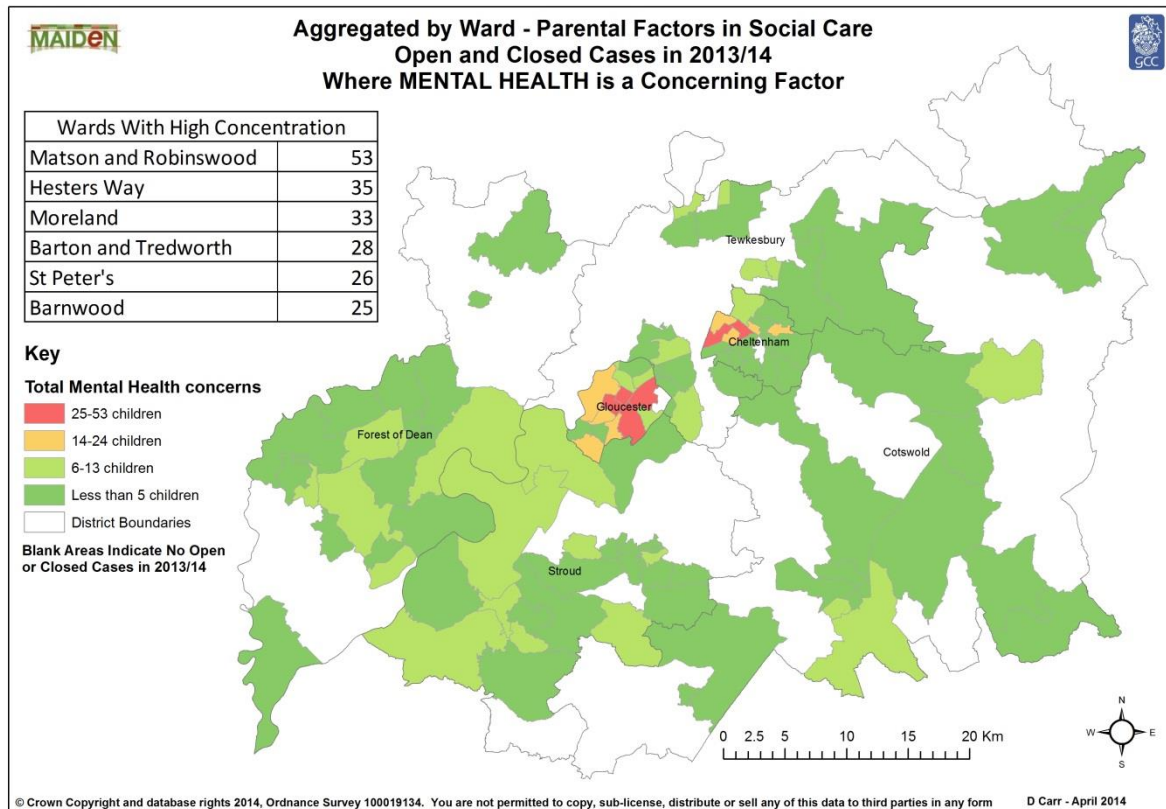 MAIDeN
Aggregated by Ward - Parental Factors in Social Care
Open and Closed Cases in 2013/14
Where MENTAL HEALTH is a Concerning Factor
GCC
Wards With High Concentration
Matson and Robinswood 53
Hesters Way 35
Moreland 33
Barton and Tredworth 28
St Peter's 26
Barnwood 25
Key
Total Mental Health concerns
25-53 children
14-24 children
6-13 children
Less than 5 children
District Boundaries
Blank Areas Indicate No Open
or Closed Cases in 2013/14
Tewkesbury
Cheltenham
Gloucester
Forest of Dean
Cotswold
Stroud
0 2.5 5 10 15 20 Km
N
W E
S
© Crown Copyright and database rights 2014, Ordnance Survey 100019134. You are not permitted to copy, sub-license, distribute or sell any of this data to third parties in any form D Carr - April 2014